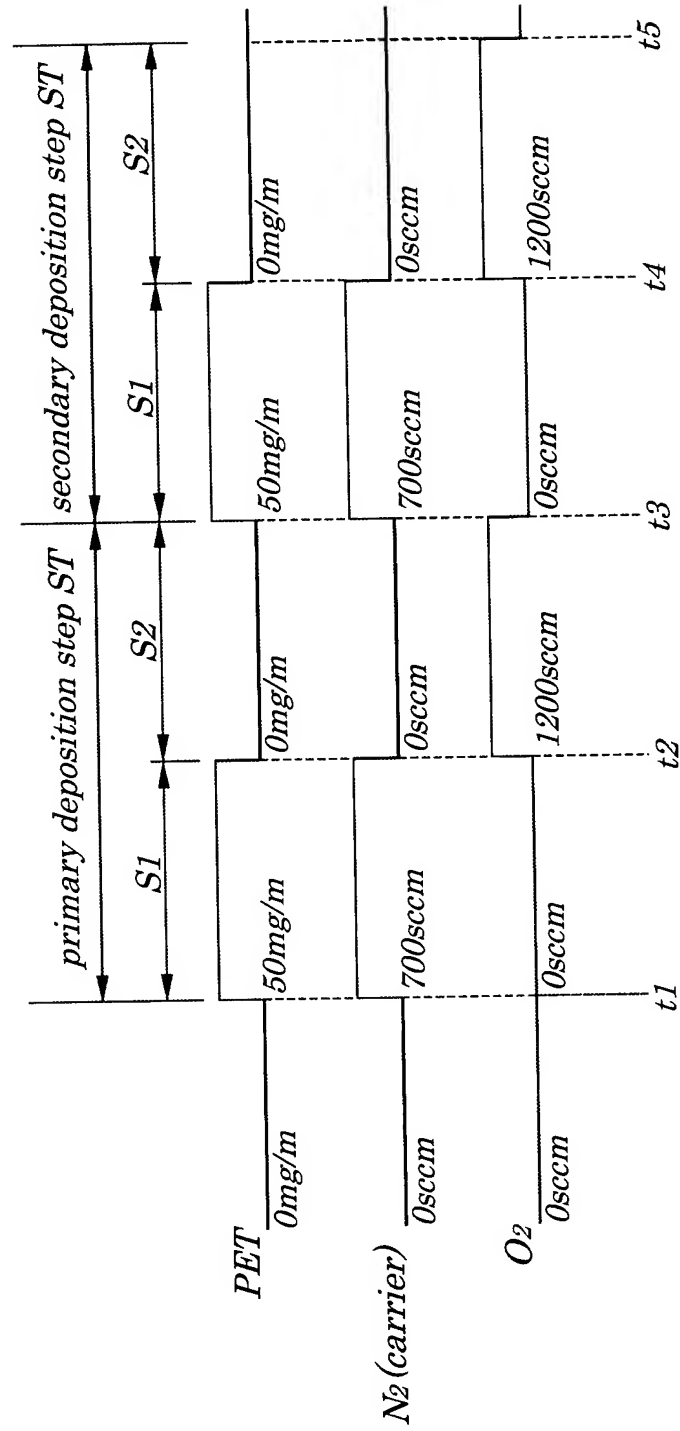 primary deposition step ST secondary deposition step ST
S1 S2 S1 S2
PET
0mg/m 50mg/m 0mg/m 50mg/m 0mg/m
N2 (carrier)
0sccm 700sccm 0sccm 700sccm 0sccm
O2
0sccm 0sccm 1200sccm 0sccm 1200sccm
t1 t2 t3 t4 t5